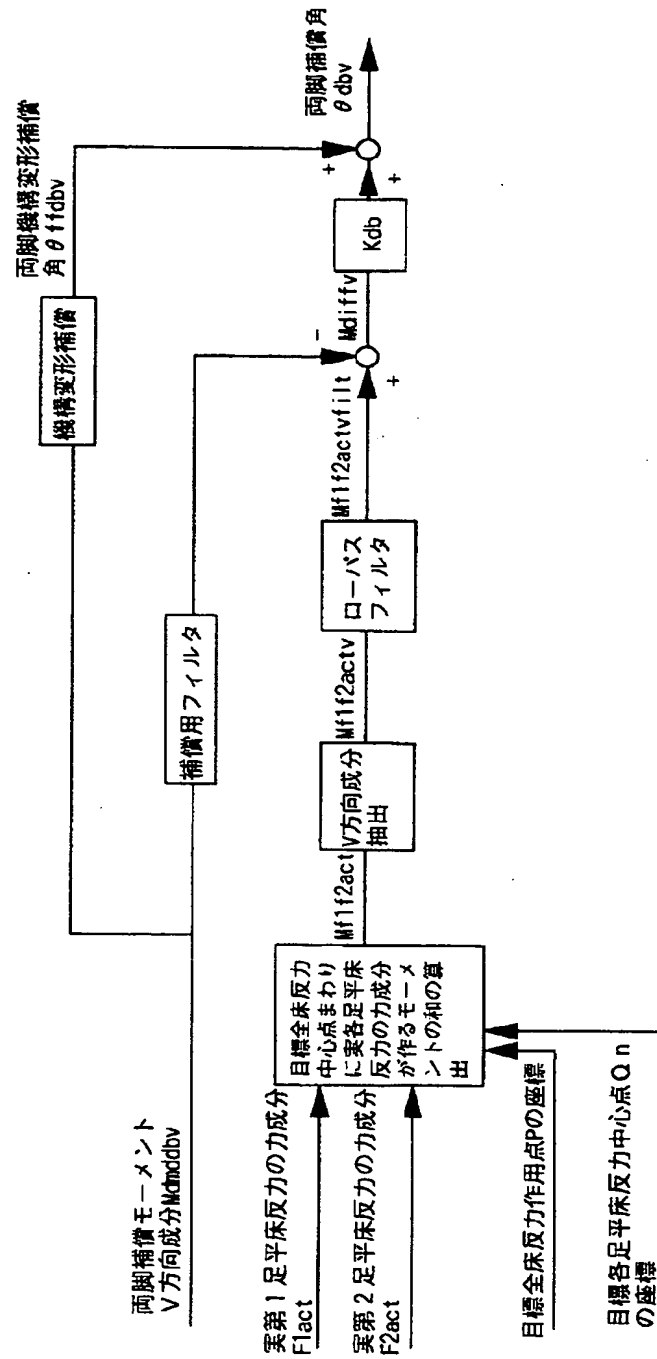 両脚補償モーメント
V方向成分Mdmddbv
機構変形補償
両脚機構変形補償
角θffdbv
両脚補償角
θdbv
補償用フィルタ
実第1足平床反力の力成分
F1act
実第2足平床反力の力成分
F2act
目標全床反力作用点Pの座標
目標各足平床反力中心点Qn
の座標
目標全床反力
中心点まわり
に実各足平床
反力の力成分
が作るモーメ
ントの和の算
出
Mf1f2act
V方向成分
抽出
Mf1f2actv
ローパス
フィルタ
Mf1f2actvfilt
-
+
Mdiffv
Kdb
+
+